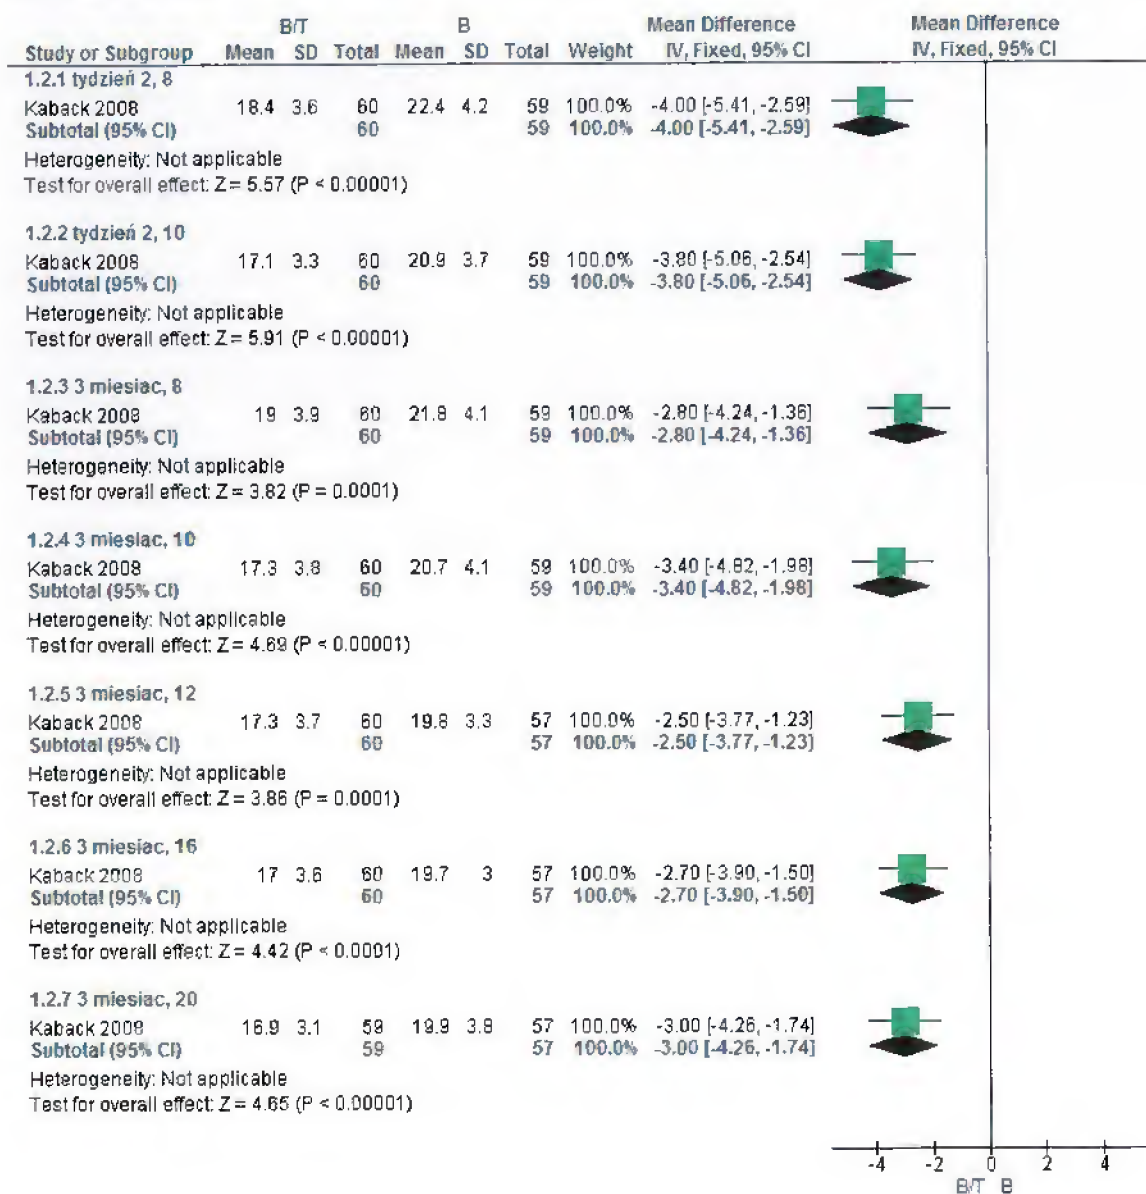 B/T B Mean Difference Mean Difference
Study or Subgroup Mean SD Total Mean SD Total Weight IV, Fixed, 95% CI IV, Fixed, 95% CI
1.2.1 tydzień 2, 8
Kaback 2008 18.4 3.6 60 22.4 4.2 59 100.0% -4.00 [-5.41, -2.59]
Subtotal (95% CI) 60 59 100.0% -4.00 [-5.41, -2.59]
Heterogeneity: Not applicable
Test for overall effect: Z = 5.57 (P < 0.00001)
1.2.2 tydzień 2, 10
Kaback 2008 17.1 3.3 60 20.9 3.7 59 100.0% -3.80 [-5.06, -2.54]
Subtotal (95% CI) 60 59 100.0% -3.80 [-5.06, -2.54]
Heterogeneity: Not applicable
Test for overall effect: Z = 5.91 (P < 0.00001)
1.2.3 3 miesiac, 8
Kaback 2008 19 3.9 60 21.8 4.1 59 100.0% -2.80 [-4.24, -1.36]
Subtotal (95% CI) 60 59 100.0% -2.80 [-4.24, -1.36]
Heterogeneity: Not applicable
Test for overall effect: Z = 3.82 (P = 0.0001)
1.2.4 3 miesiac, 10
Kaback 2008 17.3 3.8 60 20.7 4.1 59 100.0% -3.40 [-4.82, -1.98]
Subtotal (95% CI) 60 59 100.0% -3.40 [-4.82, -1.98]
Heterogeneity: Not applicable
Test for overall effect: Z = 4.69 (P < 0.00001)
1.2.5 3 miesiac, 12
Kaback 2008 17.3 3.7 60 19.8 3.3 57 100.0% -2.50 [-3.77, -1.23]
Subtotal (95% CI) 60 57 100.0% -2.50 [-3.77, -1.23]
Heterogeneity: Not applicable
Test for overall effect: Z = 3.86 (P = 0.0001)
1.2.6 3 miesiac, 16
Kaback 2008 17 3.6 60 19.7 3 57 100.0% -2.70 [-3.90, -1.50]
Subtotal (95% CI) 60 57 100.0% -2.70 [-3.90, -1.50]
Heterogeneity: Not applicable
Test for overall effect: Z = 4.42 (P < 0.0001)
1.2.7 3 miesiac, 20
Kaback 2008 16.9 3.1 59 19.9 3.8 57 100.0% -3.00 [-4.26, -1.74]
Subtotal (95% CI) 59 57 100.0% -3.00 [-4.26, -1.74]
Heterogeneity: Not applicable
Test for overall effect: Z = 4.65 (P < 0.00001)
-4 -2 0 2 4
B/T B